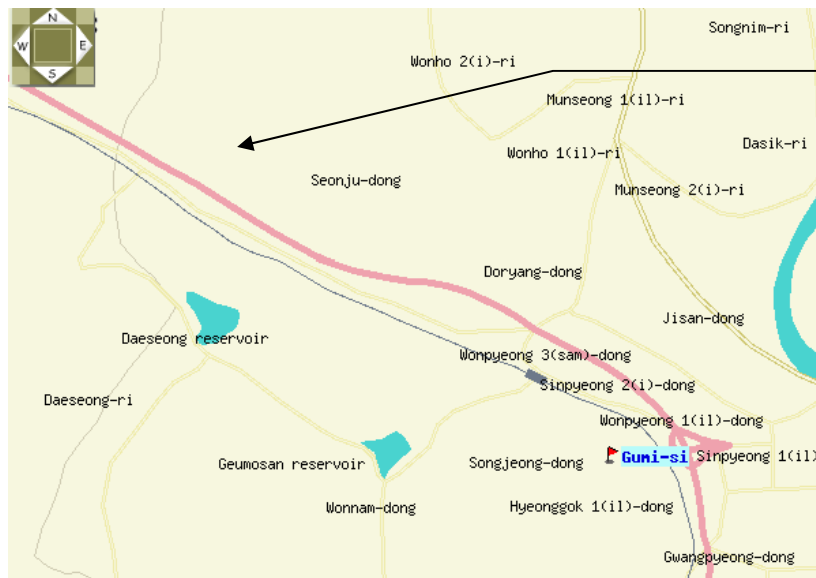 N
W E
S
Songnim-ri
Wonho 2(i)-ri
Munseong 1(il)-ri
Dasik-ri
Wonho 1(il)-ri
Seonju-dong
Munseong 2(i)-ri
Doryang-dong
Jisan-dong
Daeseong reservoir
Wonpyeong 3(sam)-dong
Sinpyeong 2(i)-dong
Daeseong-ri
Wonpyeong 1(il)-dong
Gumi-si
Sinpyeong 1(il)
Geumosan reservoir
Songjeong-dong
Wonnam-dong
Hyeonggok 1(il)-dong
Gwangpyeong-dong